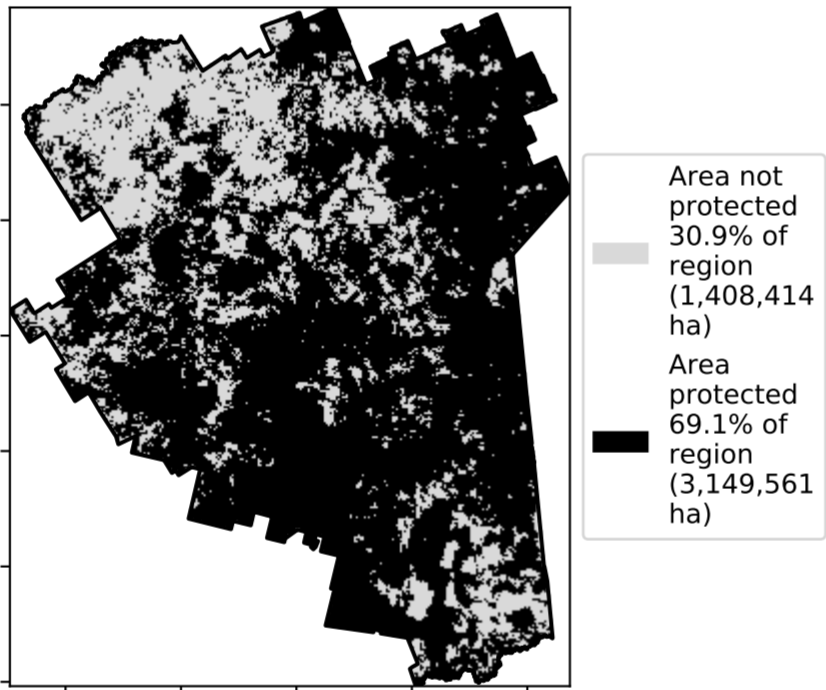 Area not
protected
30.9% of
region
(1,408,414
ha)
Area
protected
69.1% of
region
(3,149,561
ha)